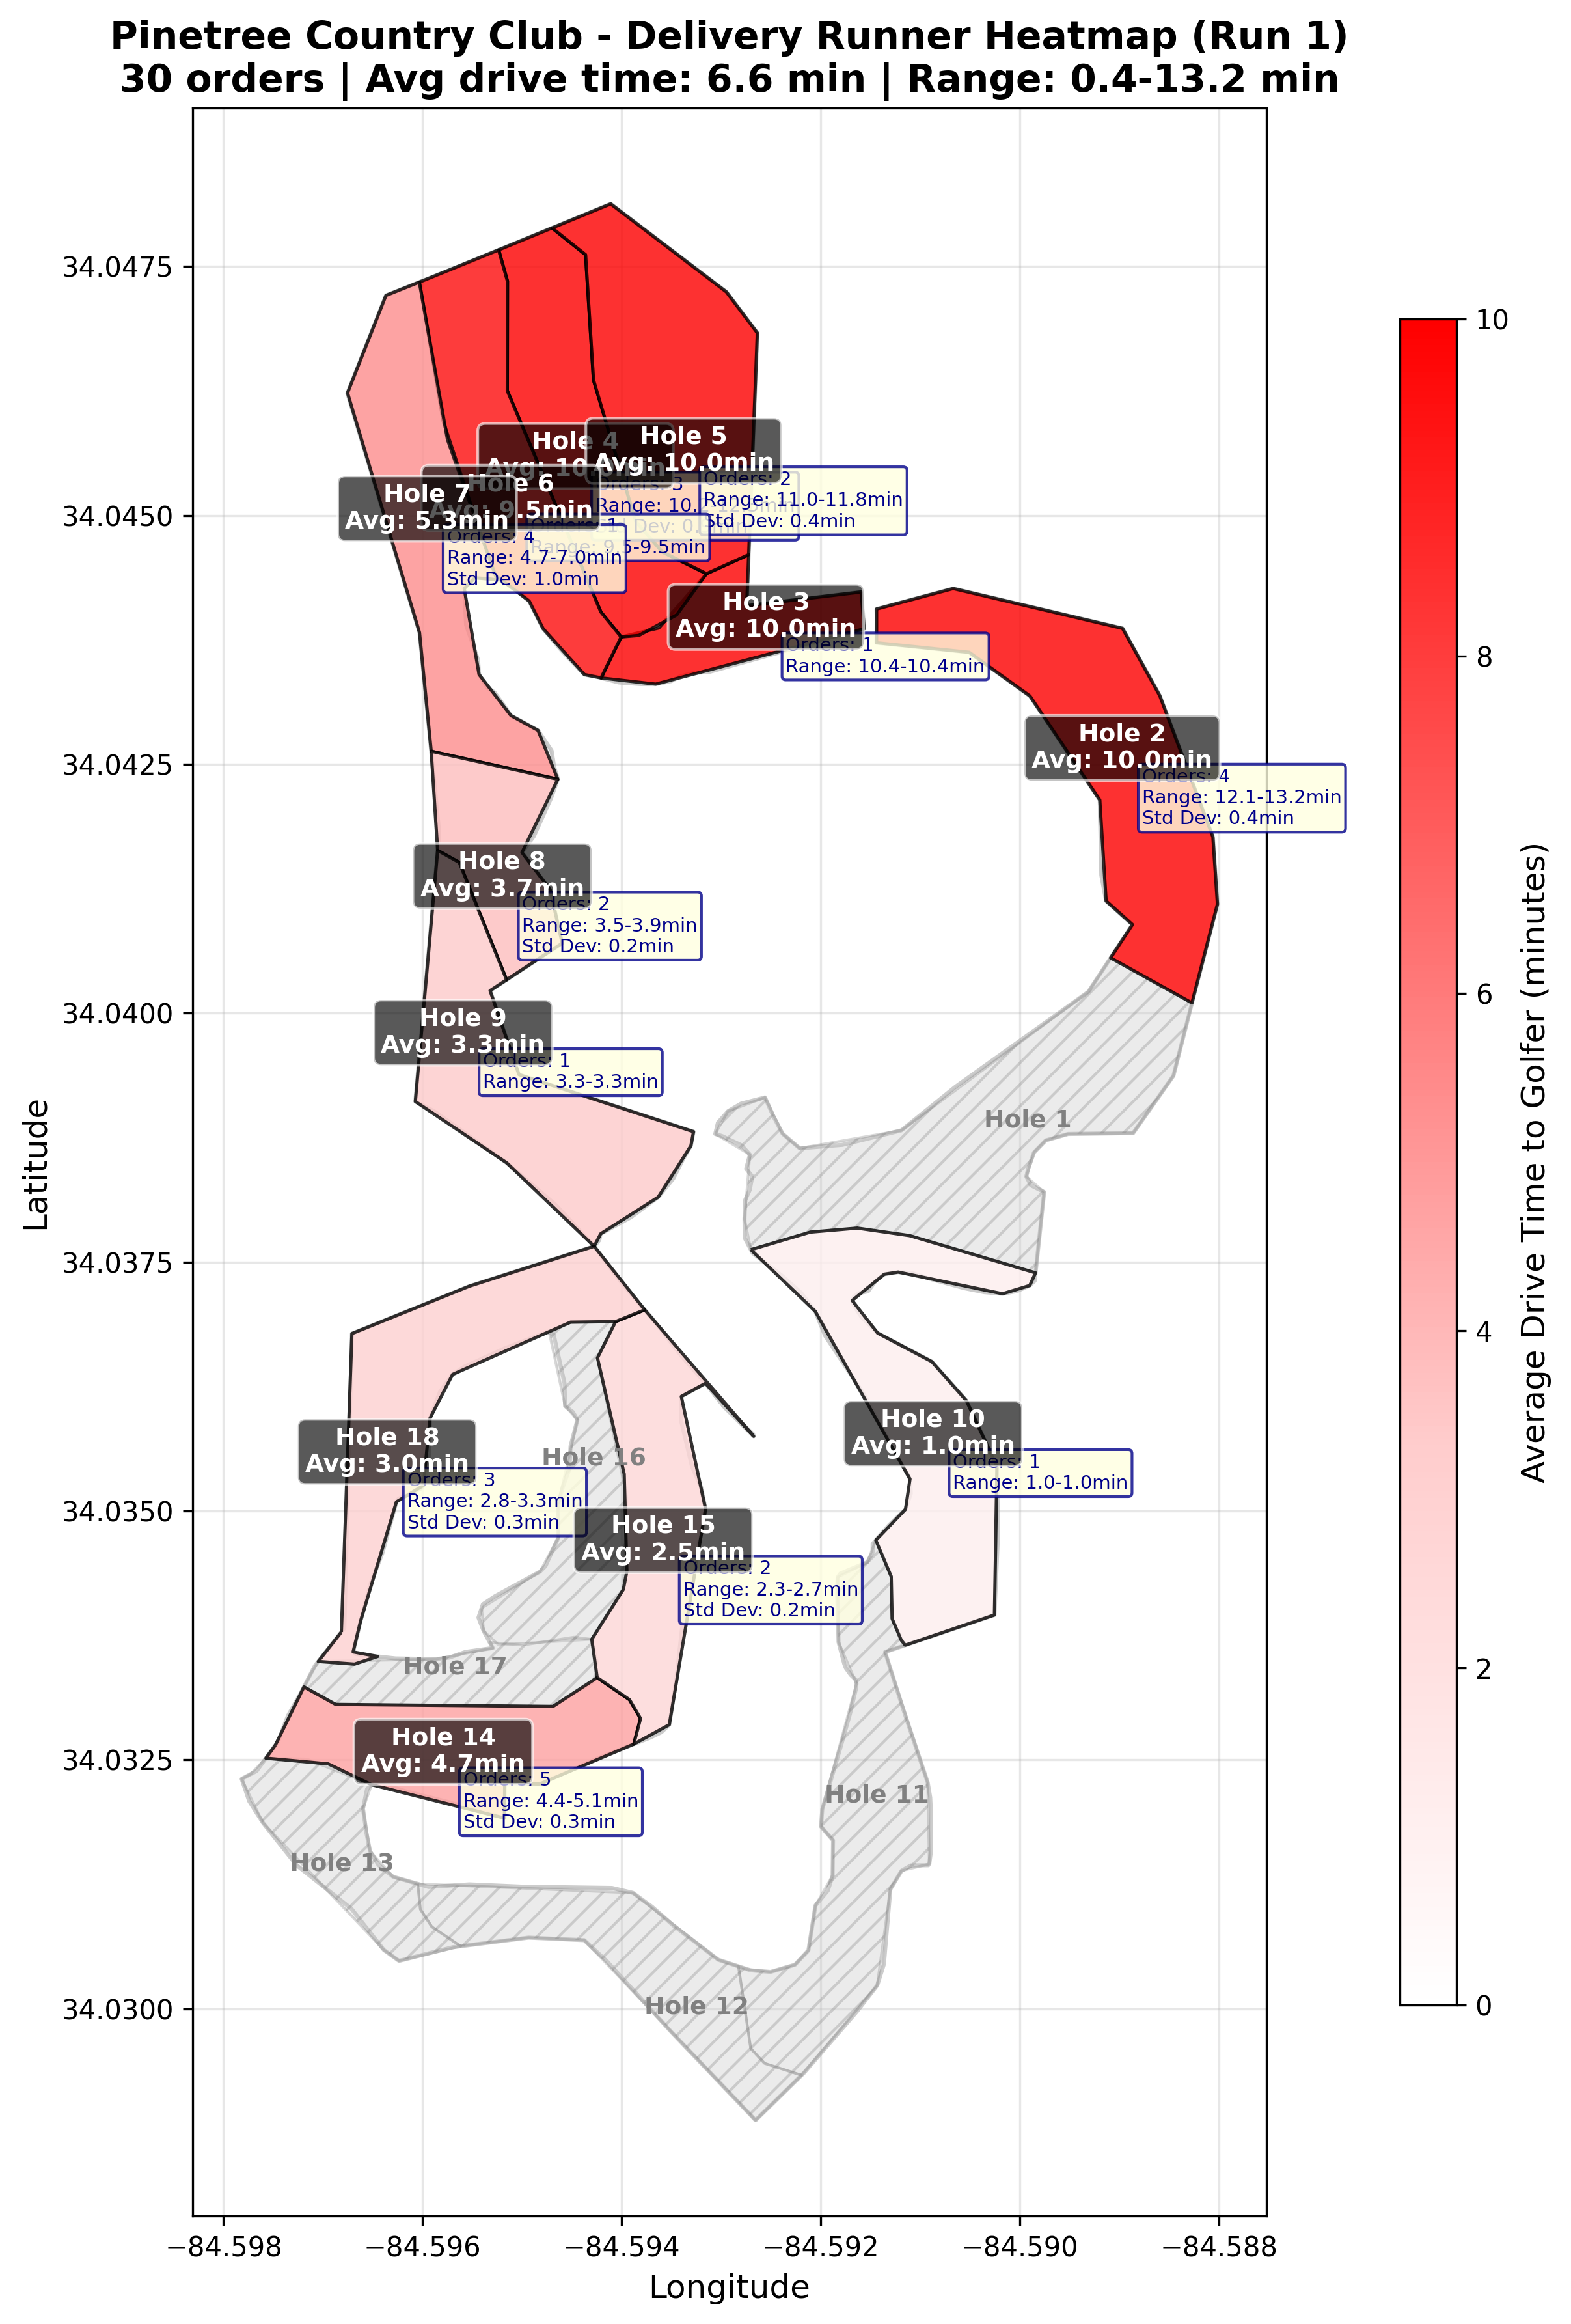 Pinetree Country Club - Delivery Runner Heatmap (Run 1)
30 orders | Avg drive time: 6.6 min | Range: 0.4-13.2 min
34.0475
34.0450
34.0425
34.0400
34.0375
34.0350
34.0325
34.0300
Latitude
−84.598
−84.596
−84.594
−84.592
−84.590
−84.588
Longitude
Hole 4
Avg: 10.
Orders: 3
Range: 10.
Hole 5
Avg: 10.0min
Orders: 2
Range: 11.0-11.8min
Std Dev: 0.4min
Hole 6
Avg: 9.5min
Orders: 1
Range: 9.5-9.5min
Hole 7
Avg: 5.3min
Orders: 4
Range: 4.7-7.0min
Std Dev: 1.0min
Hole 3
Avg: 10.0min
Orders: 1
Range: 10.4-10.4min
Hole 2
Avg: 10.0min
Orders: 4
Range: 12.1-13.2min
Std Dev: 0.4min
Hole 8
Avg: 3.7min
Orders: 2
Range: 3.5-3.9min
Std Dev: 0.2min
Hole 9
Avg: 3.3min
Orders: 1
Range: 3.3-3.3min
Hole 1
Hole 10
Avg: 1.0min
Orders: 1
Range: 1.0-1.0min
Hole 18
Avg: 3.0min
Orders: 3
Range: 2.8-3.3min
Std Dev: 0.3min
Hole 16
Hole 15
Avg: 2.5min
Orders: 2
Range: 2.3-2.7min
Std Dev: 0.2min
Hole 17
Hole 14
Avg: 4.7min
Orders: 5
Range: 4.4-5.1min
Std Dev: 0.3min
Hole 11
Hole 13
Hole 12
10
8
6
4
2
0
Average Drive Time to Golfer (minutes)